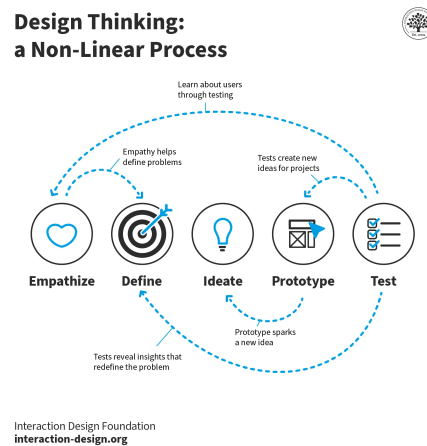 Design Thinking:
a Non-Linear Process
Learn about users
through testing
Empathy helps
define problems
Tests create new
ideas for projects
Empathize
Define
Ideate
Prototype
Test
Prototype sparks
a new idea
Tests reveal insights that
redefine the problem
Interaction Design Foundation
interaction-design.org